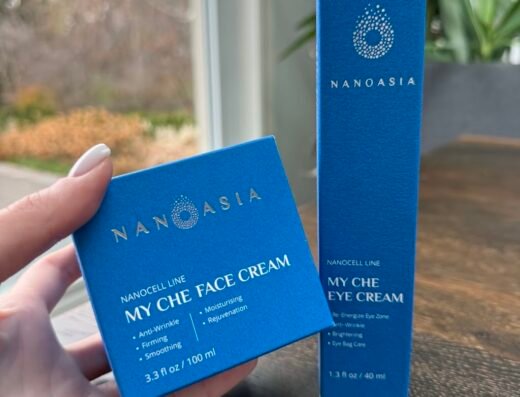 NANOASIA
NANOCELL LINE
MY CHE FACE CREAM
• Anti-Wrinkle
• Firming
• Smoothing
• Moisturising
• Rejuvenation
3.3 fl oz / 100 ml
NANOASIA
NANOCELL LINE
MY CHE
EYE CREAM
Re-Energize Eye Zone
Anti-Wrinkle
• Brightening
• Eye Bag Care
1.3 fl oz / 40 ml